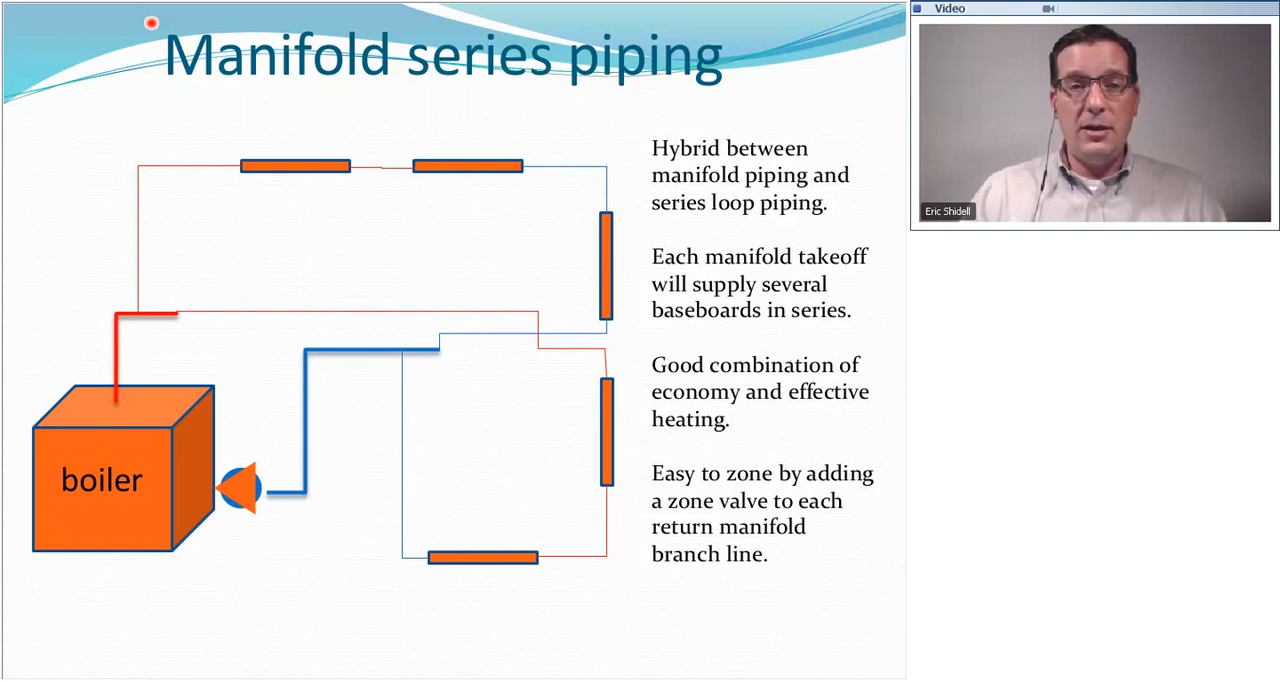 Manifold series piping
Hybrid between
manifold piping and
series loop piping.
Each manifold takeoff
will supply several
baseboards in series.
Good combination of
economy and effective
heating.
Easy to zone by adding
a zone valve to each
return manifold
branch line.
boiler
Video
Eric Shidell